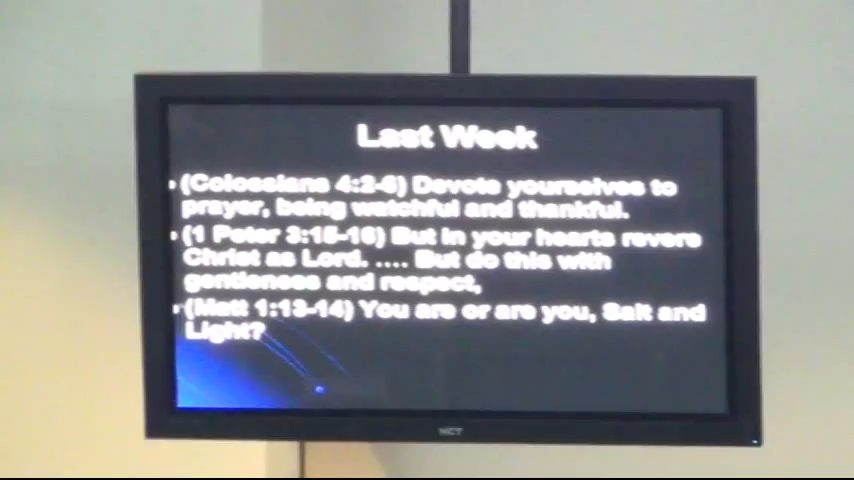 Last Week
• (Colossians 4:2-6) Devote yourselves to
prayer, being watchful and thankful.
• (1 Peter 3:15-16) But in your hearts revere
Christ as Lord. .... But do this with
gentleness and respect,
• (Matt 1:13-14) You are or are you, Salt and
Light?